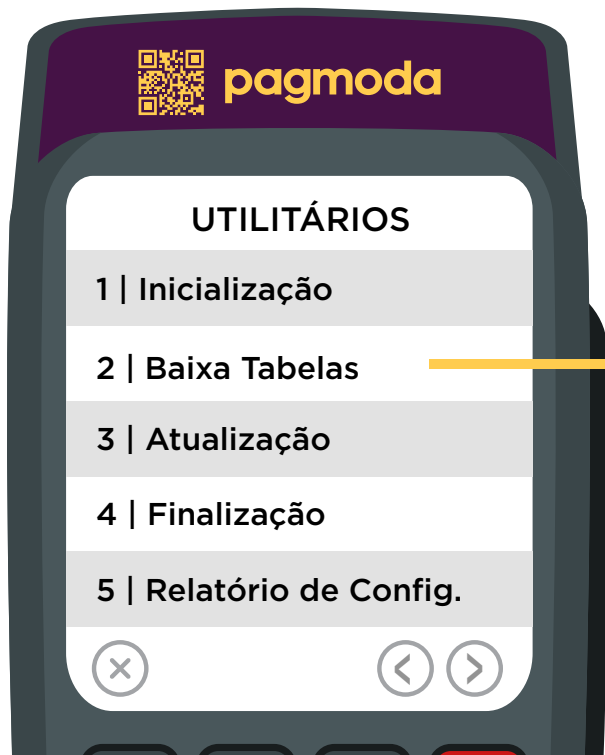 pagmoda
UTILITÁRIOS
1 | Inicialização
2 | Baixa Tabelas
3 | Atualização
4 | Finalização
5 | Relatório de Config.